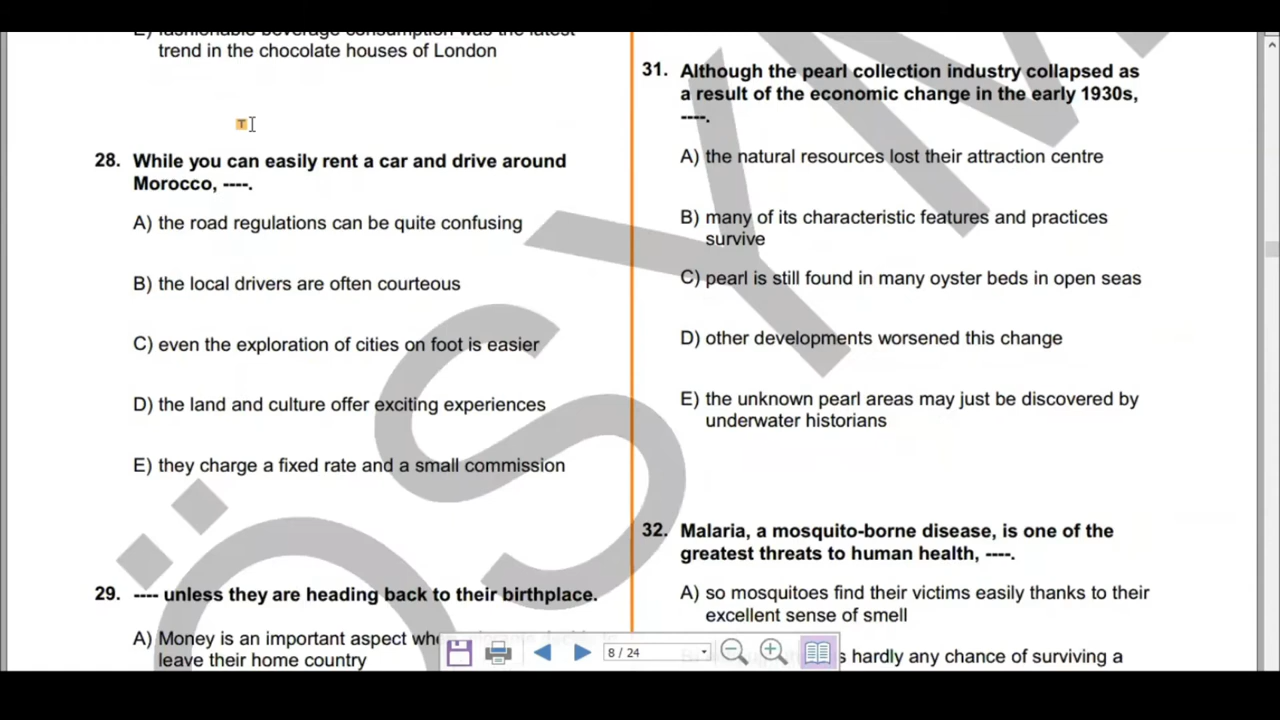 E) fashionable beverage consumption was the latest
trend in the chocolate houses of London
T
28. While you can easily rent a car and drive around
Morocco, ----.
A) the road regulations can be quite confusing
B) the local drivers are often courteous
C) even the exploration of cities on foot is easier
D) the land and culture offer exciting experiences
E) they charge a fixed rate and a small commission
29. ---- unless they are heading back to their birthplace.
A) Money is an important aspect
leave their home country
31. Although the pearl collection industry collapsed as
a result of the economic change in the early 1930s,
----.
A) the natural resources lost their attraction centre
B) many of its characteristic features and practices
survive
C) pearl is still found in many oyster beds in open seas
D) other developments worsened this change
E) the unknown pearl areas may just be discovered by
underwater historians
32. Malaria, a mosquito-borne disease, is one of the
greatest threats to human health, ----.
A) so mosquitoes find their victims easily thanks to their
excellent sense of smell
hardly any chance of surviving a
8 / 24
ÖSYM